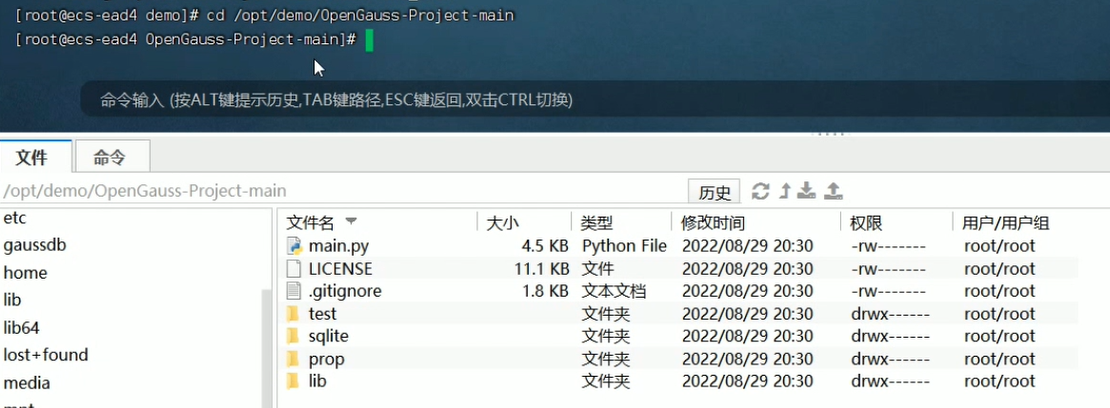 [root@ecs-ead4 demo]# cd /opt/demo/OpenGauss-Project-main
[root@ecs-ead4 OpenGauss-Project-main]#
命令输入 (按ALT键提示历史,TAB键路径,ESC键返回,双击CTRL切换)
文件 命令
/opt/demo/OpenGauss-Project-main 历史
etc
gaussdb
home
lib
lib64
lost+found
media
文件名 大小 类型 修改时间 权限 用户/用户组
main.py 4.5 KB Python File 2022/08/29 20:30 -rw------- root/root
LICENSE 11.1 KB 文件 2022/08/29 20:30 -rw------- root/root
.gitignore 1.8 KB 文本文档 2022/08/29 20:30 -rw------- root/root
test 文件夹 2022/08/29 20:30 drwx------ root/root
sqlite 文件夹 2022/08/29 20:30 drwx------ root/root
prop 文件夹 2022/08/29 20:30 drwx------ root/root
lib 文件夹 2022/08/29 20:30 drwx------ root/root